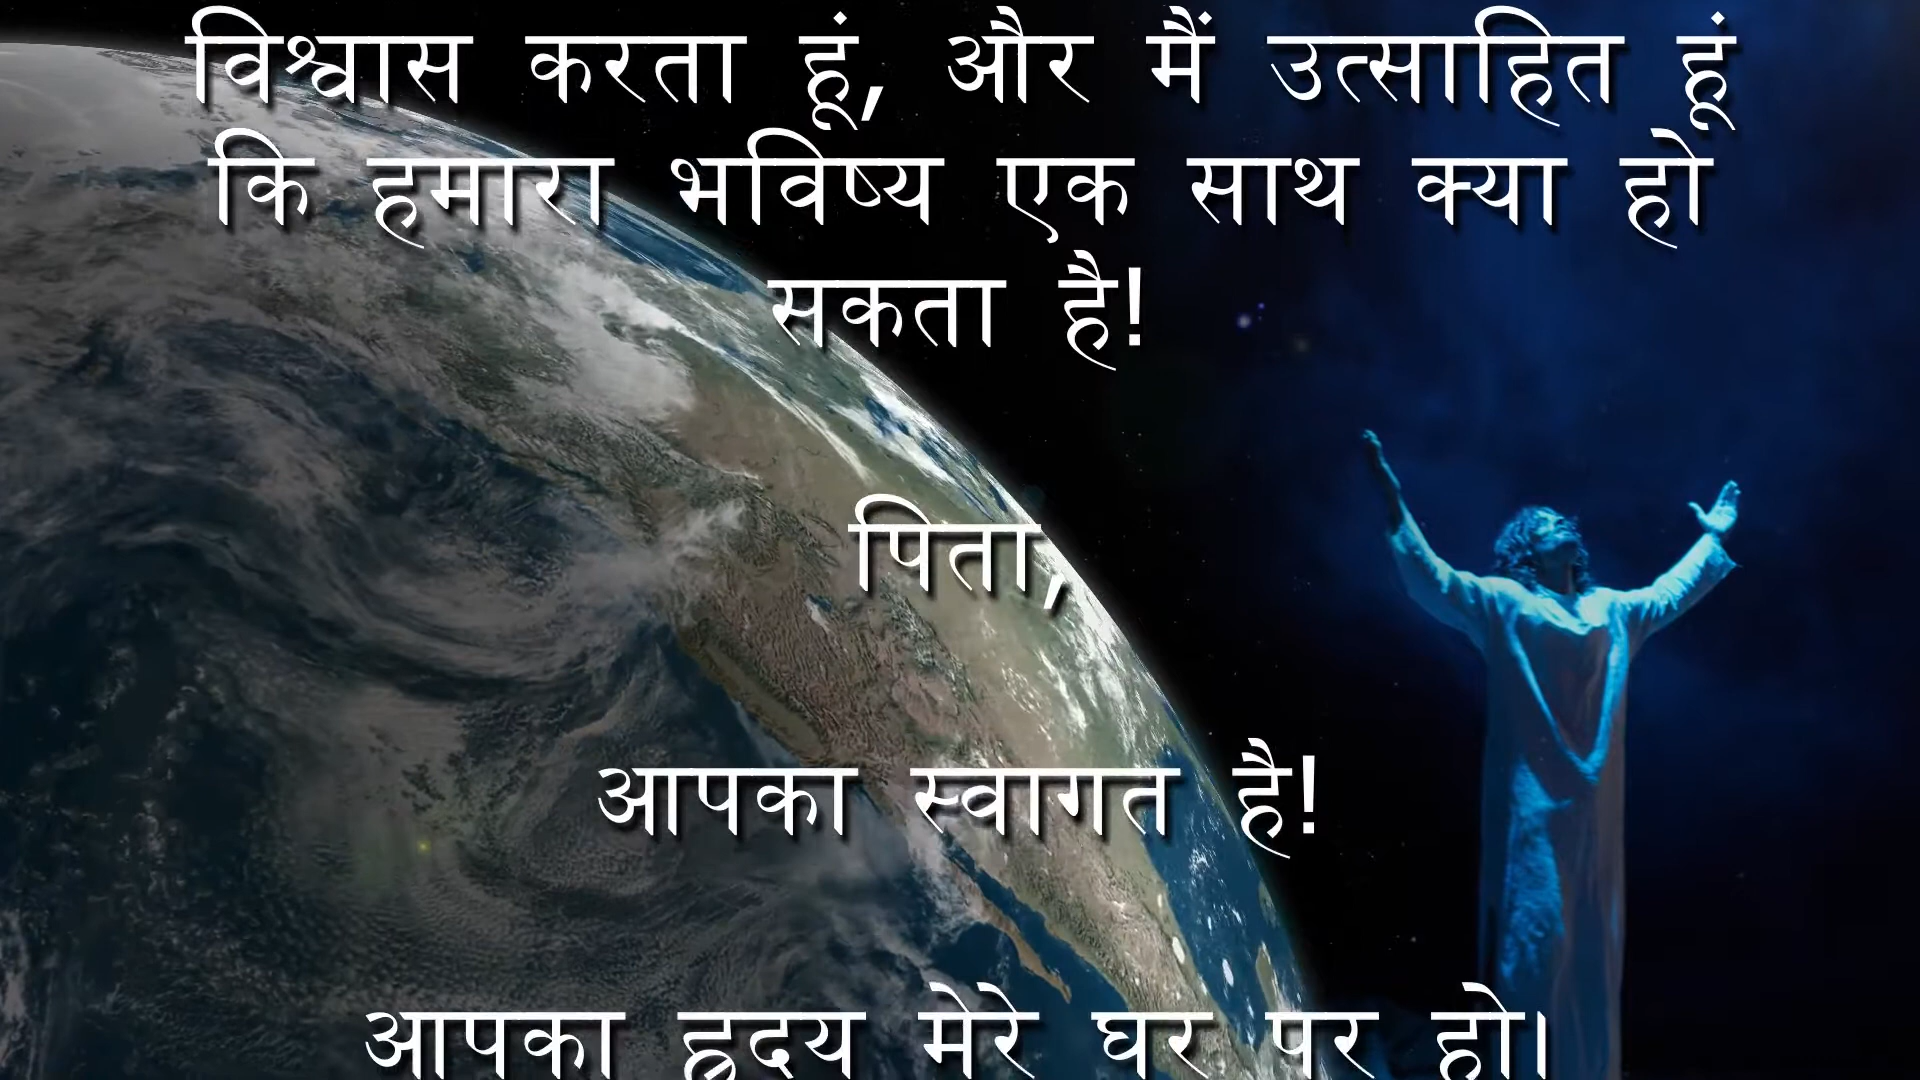 विश्वास करता हूं, और मैं उत्साहित हूं
कि हमारा भविष्य एक साथ क्या हो
सकता है!
पिता,
आपका स्वागत है!
आपका हृदय मेरे घर पर हो।